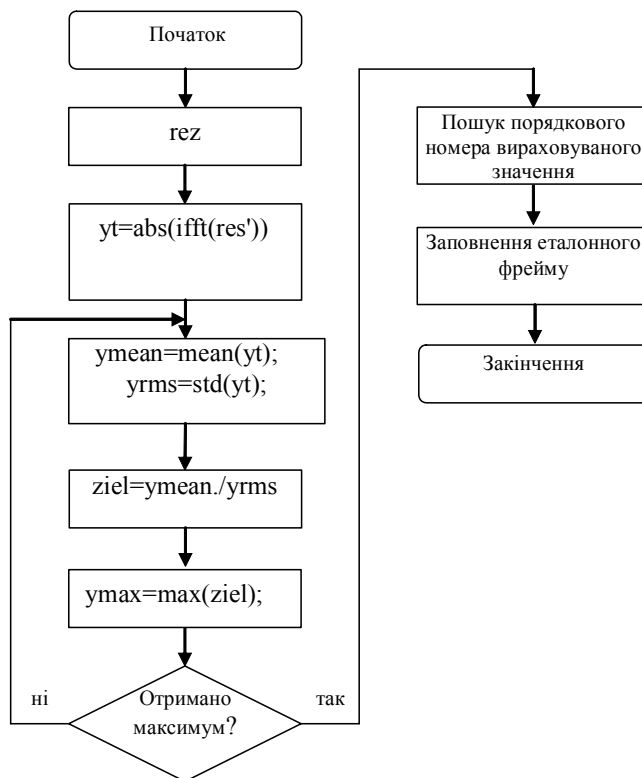 Початок
rez
yt=abs(ifft(res'))
ymean=mean(yt);
yrms=std(yt);
ziel=ymean./yrms
ymax=max(ziel);
ні
Отримано
максимум?
так
Пошук порядкового
номера вираховуваного
значення
Заповнення еталонного
фрейму
Закінчення